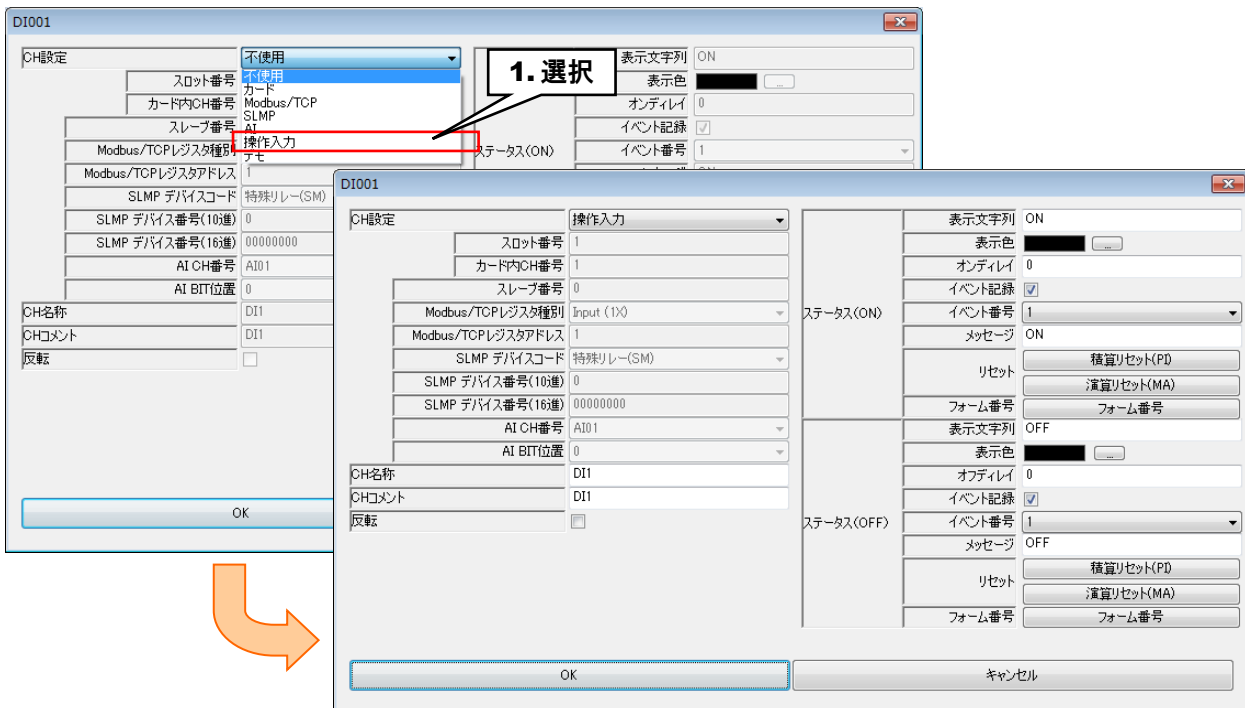 DI001
CH設定
不使用
不使用
カード
Modbus/TCP
SLMP
AI
操作入力
デモ
1. 選択
スロット番号
カード内CH番号
スレーブ番号
Modbus/TCPレジスタ種別
Modbus/TCPレジスタアドレス 1
SLMP デバイスコード 特殊リレー(SM)
SLMP デバイス番号(10進) 0
SLMP デバイス番号(16進) 00000000
AI CH番号 AI01
AI BIT位置 0
CH名称 DI1
CHコメント DI1
反転
OK
ステータス(ON)
表示文字列 ON
表示色 ...
オンディレイ 0
イベント記録
イベント番号 1
DI001
CH設定 操作入力
スロット番号 1
カード内CH番号 1
スレーブ番号 0
Modbus/TCPレジスタ種別 Input (1X)
Modbus/TCPレジスタアドレス 1
SLMP デバイスコード 特殊リレー(SM)
SLMP デバイス番号(10進) 0
SLMP デバイス番号(16進) 00000000
AI CH番号 AI01
AI BIT位置 0
CH名称 DI1
CHコメント DI1
反転
ステータス(ON)
表示文字列 ON
表示色 ...
オンディレイ 0
イベント記録
イベント番号 1
メッセージ ON
リセット 積算リセット(PI)
演算リセット(MA)
フォーム番号 フォーム番号
ステータス(OFF)
表示文字列 OFF
表示色 ...
オフディレイ 0
イベント記録
イベント番号 1
メッセージ OFF
リセット 積算リセット(PI)
演算リセット(MA)
フォーム番号 フォーム番号
OK キャンセル